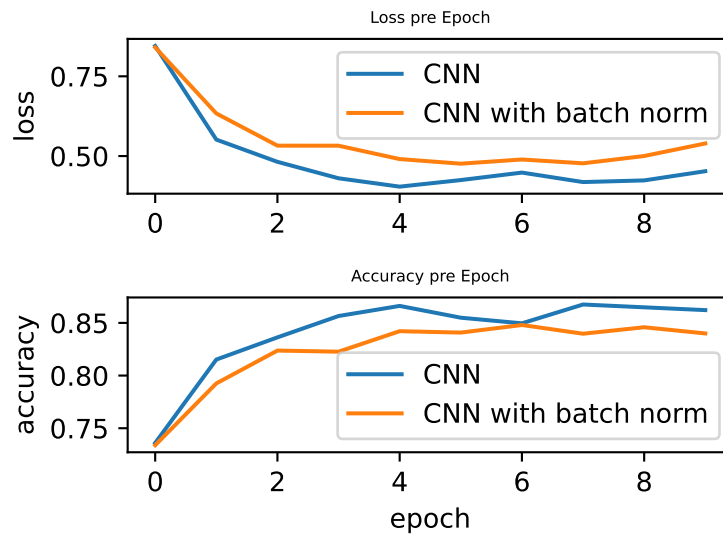 Loss pre Epoch
loss
0.75
0.50
CNN
CNN with batch norm
0 2 4 6 8
Accuracy pre Epoch
accuracy
0.85
0.80
0.75
CNN
CNN with batch norm
0 2 4 6 8
epoch